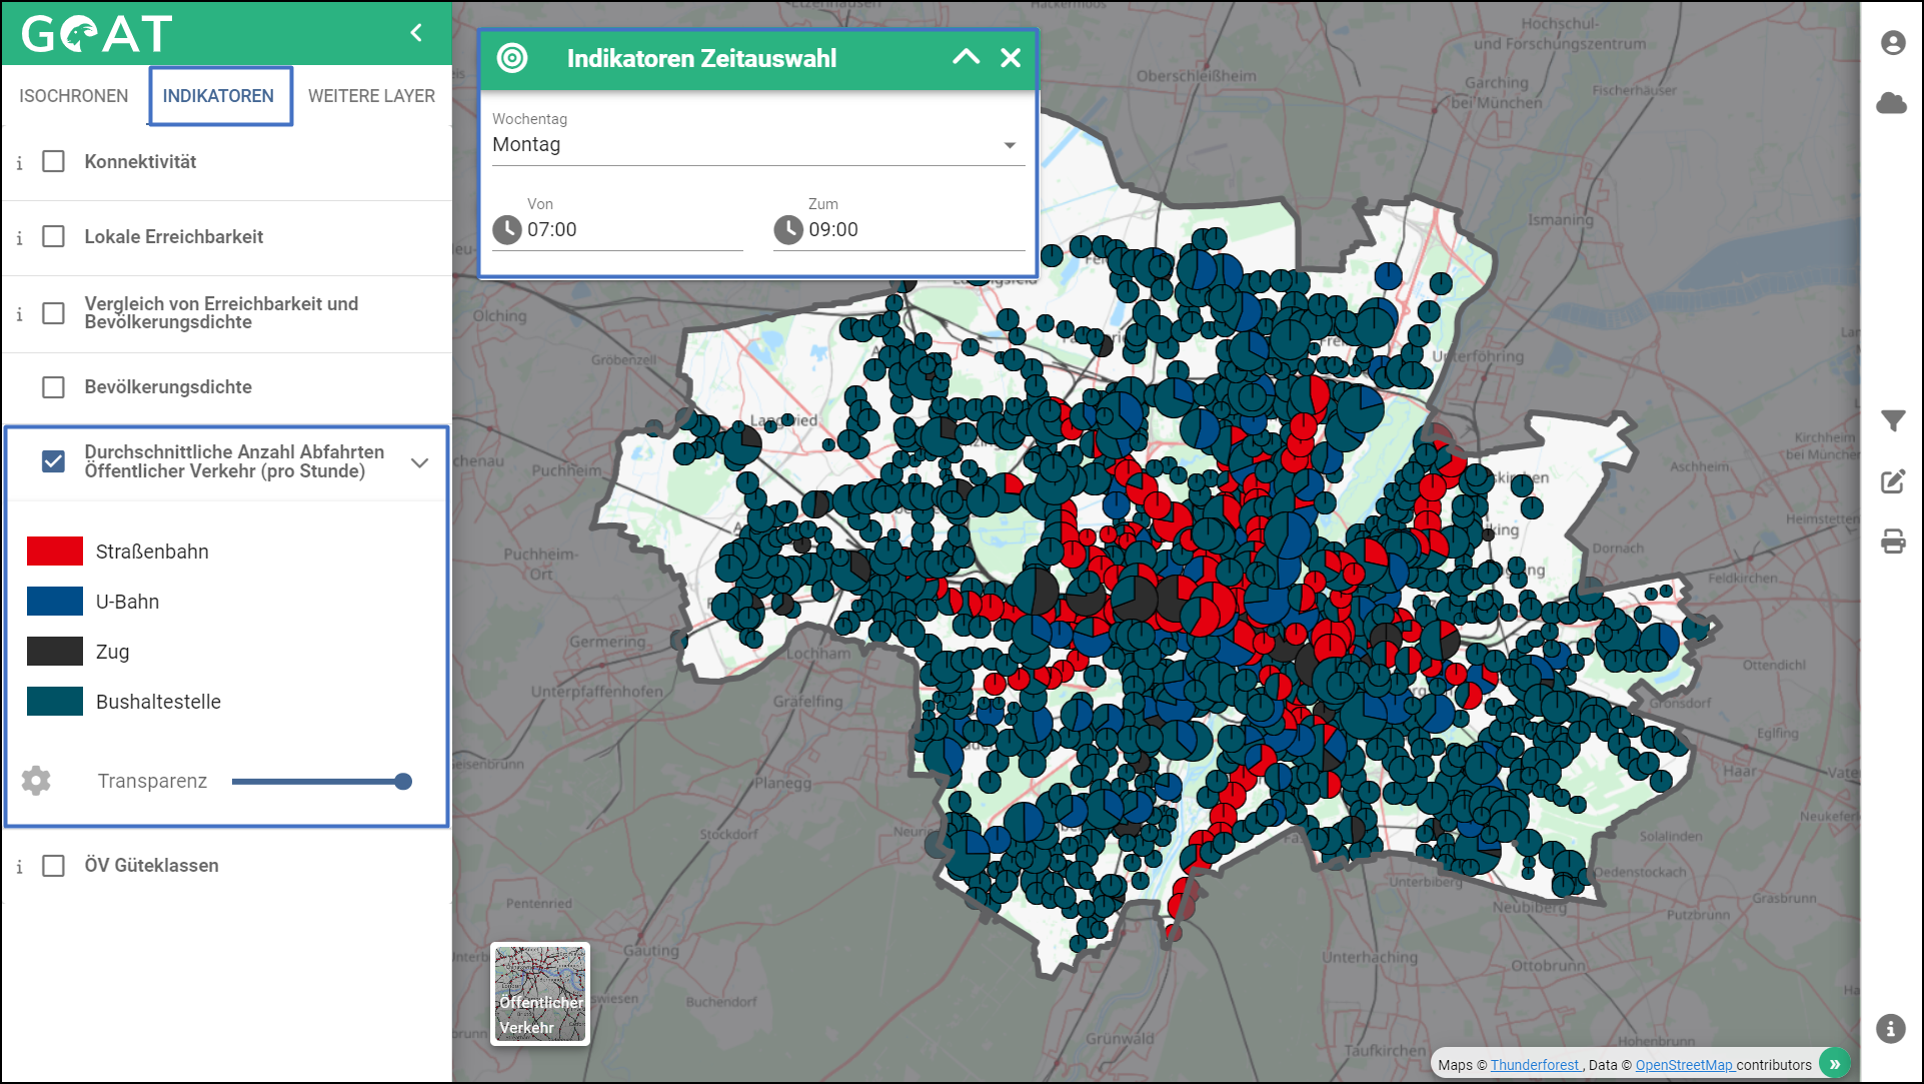 GOAT
ISOCHRONEN
INDIKATOREN
WEITERE LAYER
i
Konnektivität
i
Lokale Erreichbarkeit
i
Vergleich von Erreichbarkeit und
Bevölkerungsdichte
Bevölkerungsdichte
Durchschnittliche Anzahl Abfahrten
Öffentlicher Verkehr (pro Stunde)
Straßenbahn
U-Bahn
Zug
Bushaltestelle
Transparenz
i
ÖV Güteklassen
Indikatoren Zeitauswahl
Wochentag
Montag
Von
07:00
Zum
09:00
Hochschul-
und Forschungszentrum
Oberschleißheim
Garching
bei München
Fischerhäuser
Ismaning
Olching
Gröbenzell
Unterföhring
Langwied
Puchheim
Kirchheim
bei München
Aschheim
Heimstetten
Puchheim-
Ort
Dornach
Feldkirchen
Germering
Lochham
Ottendichl
Unterpfaffenhofen
Gräfelfing
Gronsdorf
Eglfing
Haar
Planegg
Stockdorf
Solalinden
Unterbiberg
Neubiberg
Grasbrunn
Putzbrunn
Pentenried
Gauting
Unterhaching
Ottobrunn
Buchendorf
Grünwald
Taufkirchen
Hohenbrunn
Öffentlicher
Verkehr
Maps © Thunderforest , Data © OpenStreetMap contributors
»